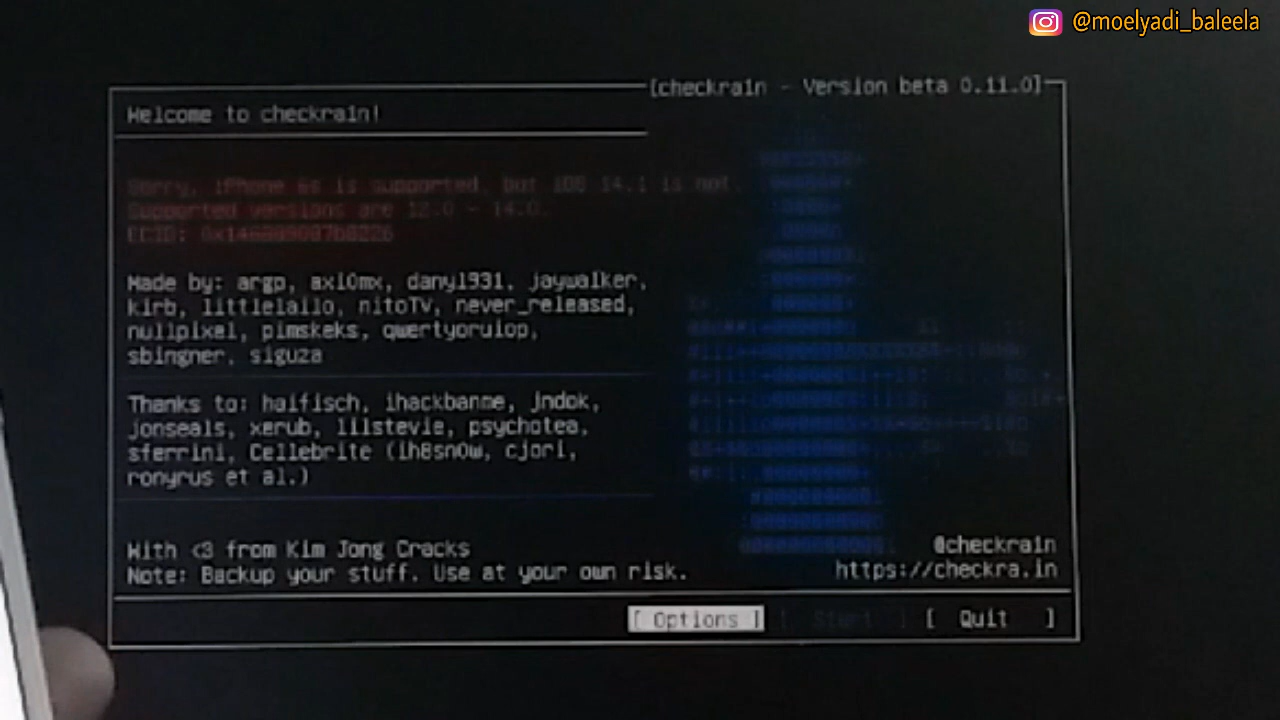 @moelyadi_baleela
[checkra1n - Version beta 0.11.0]
Welcome to checkra1n!
Sorry, iPhone 6s is supported, but iOS 14.1 is not.
Supported versions are 12.0 - 14.0.
ECID:
Made by: argp, axi0mx, danyl931, jaywalker,
kirb, littlelailo, nitoTV, never_released,
nullpixel, pimskeks, qwertyoruiop,
sbingner, siguza
Thanks to: haifisch, ihackbanme, jndok,
jonseals, xerub, lilstevie, psychotea,
sferrini, Cellebrite (ih8sn0w, cjori,
ronyrus et al.)
With <3 from Kim Jong Cracks
Note: Backup your stuff. Use at your own risk.
@checkra1n
https://checkra.in
[ Options ] [ Start ] [ Quit ]